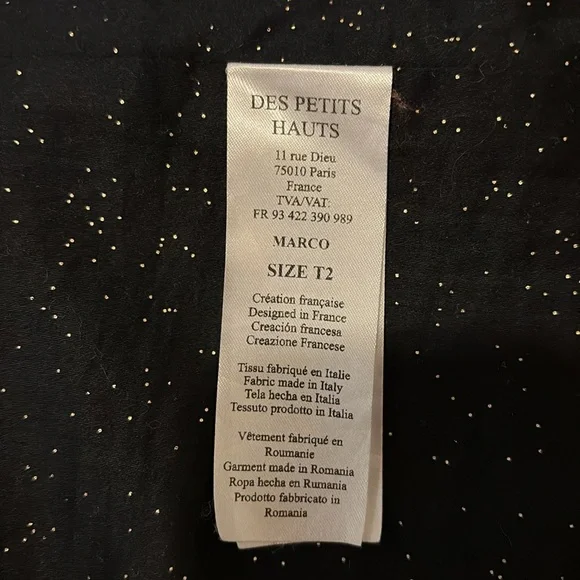 DES PETITS
HAUTS
11 rue Dieu
75010 Paris
France
TVA/VAT:
FR 93 422 390 989
MARCO
SIZE T2
Création française
Designed in France
Creación francesa
Creazione Francese
Tissu fabriqué en Italie
Fabric made in Italy
Tela hecha en Italia
Tessuto prodotto in Italia
Vêtement fabriqué en
Roumanie
Garment made in Romania
Ropa hecha en Rumania
Prodotto fabbricato in
Romania